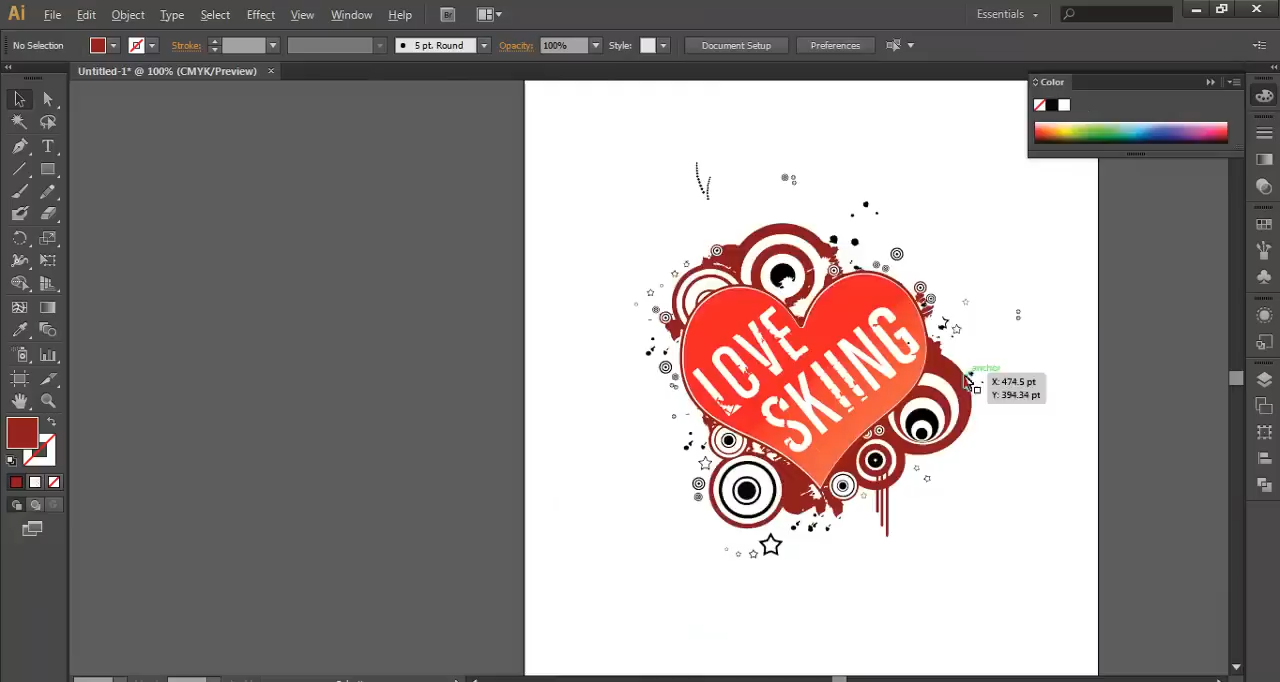 Ai File Edit Object Type Select Effect View Window Help Br Essentials
No Selection Stroke: 5 pt. Round Opacity: 100% Style: Document Setup Preferences
Untitled-1* @ 100% (CMYK/Preview) ×
Color
LOVE
SKIING
anchor
X: 474.5 pt
Y: 394.34 pt